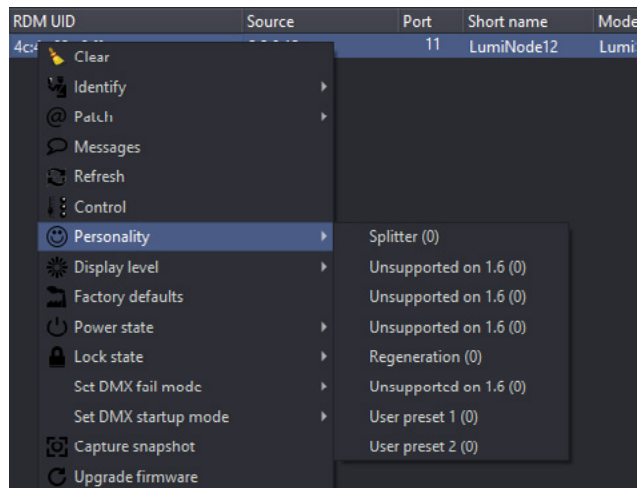 RDM UID Source Port Short name Mode
11 LumiNode12 Lumi
Clear
Identify
Patch
Messages
Refresh
Control
Personality
Splitter (0)
Display level
Unsupported on 1.6 (0)
Factory defaults
Unsupported on 1.6 (0)
Power state
Unsupported on 1.6 (0)
Lock state
Regeneration (0)
Set DMX fail mode
Unsupported on 1.6 (0)
Set DMX startup mode
User preset 1 (0)
Capture snapshot
User preset 2 (0)
Upgrade firmware